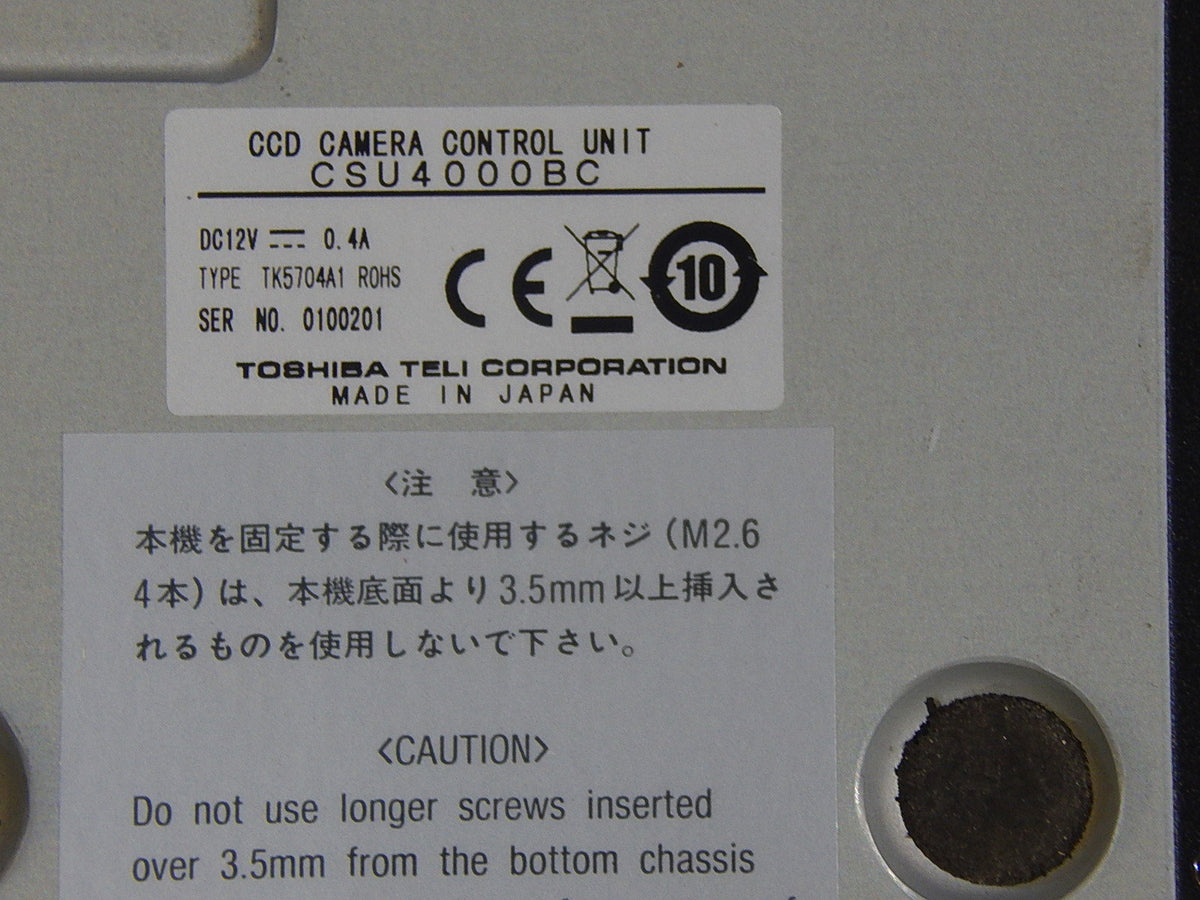 CCD CAMERA CONTROL UNIT
CSU4000BC
DC12V ⎓ 0.4A
TYPE TK5704A1 ROHS
SER NO. 0100201
CE
10
TOSHIBA TELI CORPORATION
MADE IN JAPAN
<注 意>
本機を固定する際に使用するネジ(M2.6
4本)は、本機底面より3.5mm以上挿入さ
れるものを使用しないで下さい。
<CAUTION>
Do not use longer screws inserted
over 3.5mm from the bottom chassis